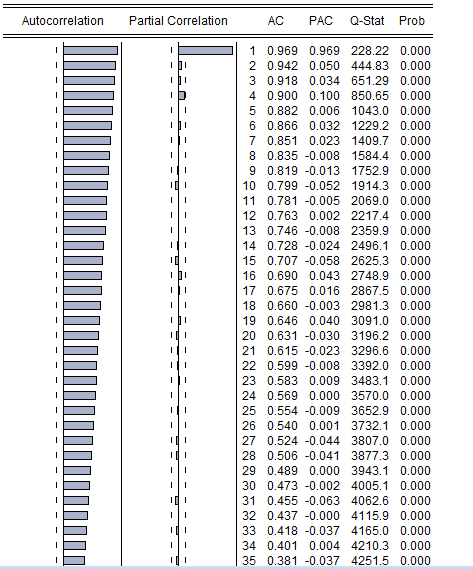 Autocorrelation Partial Correlation AC PAC Q-Stat Prob
1 0.969 0.969 228.22 0.000
2 0.942 0.050 444.83 0.000
3 0.918 0.034 651.29 0.000
4 0.900 0.100 850.65 0.000
5 0.882 0.006 1043.0 0.000
6 0.866 0.032 1229.2 0.000
7 0.851 0.023 1409.7 0.000
8 0.835 -0.008 1584.4 0.000
9 0.819 -0.013 1752.9 0.000
10 0.799 -0.052 1914.3 0.000
11 0.781 -0.005 2069.0 0.000
12 0.763 0.002 2217.4 0.000
13 0.746 -0.008 2359.9 0.000
14 0.728 -0.024 2496.1 0.000
15 0.707 -0.058 2625.3 0.000
16 0.690 0.043 2748.9 0.000
17 0.675 0.016 2867.5 0.000
18 0.660 -0.003 2981.3 0.000
19 0.646 0.040 3091.0 0.000
20 0.631 -0.030 3196.2 0.000
21 0.615 -0.023 3296.6 0.000
22 0.599 -0.008 3392.0 0.000
23 0.583 0.009 3483.1 0.000
24 0.569 0.000 3570.0 0.000
25 0.554 -0.009 3652.9 0.000
26 0.540 0.001 3732.1 0.000
27 0.524 -0.044 3807.0 0.000
28 0.506 -0.041 3877.3 0.000
29 0.489 0.000 3943.1 0.000
30 0.473 -0.002 4005.1 0.000
31 0.455 -0.063 4062.6 0.000
32 0.437 -0.000 4115.9 0.000
33 0.418 -0.037 4165.0 0.000
34 0.401 0.004 4210.3 0.000
35 0.381 -0.037 4251.5 0.000